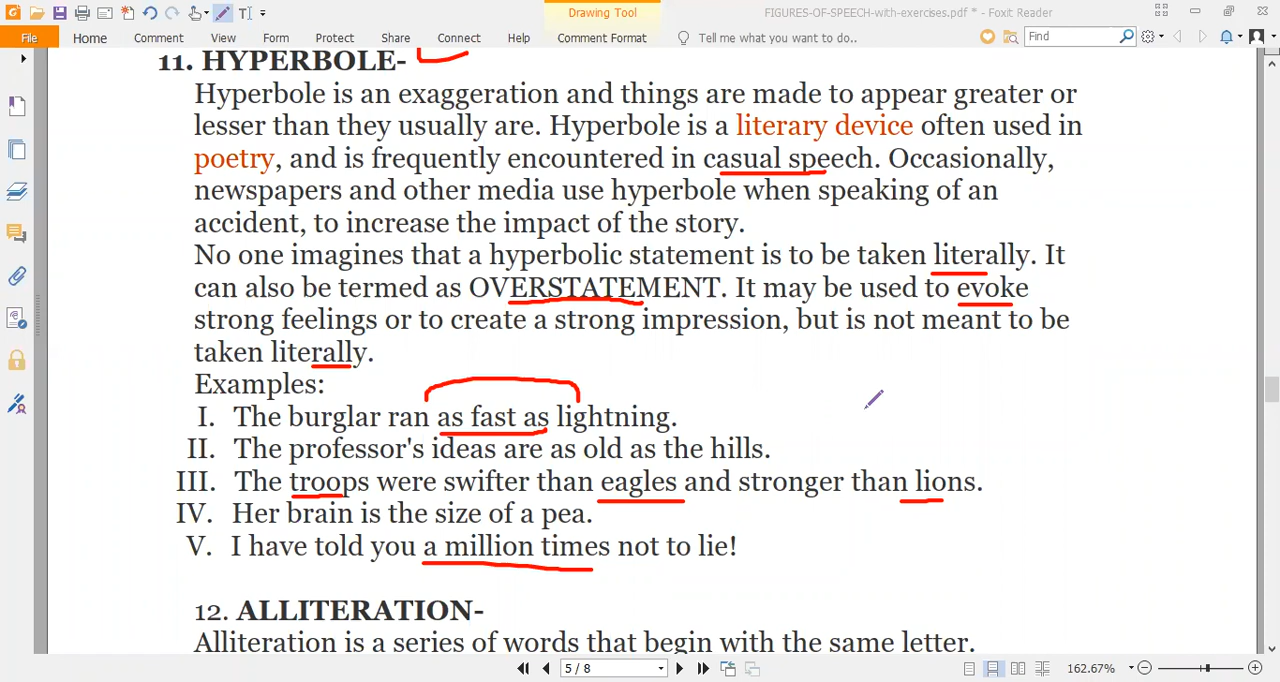 Drawing Tool
FIGURES-OF-SPEECH-with-exercises.pdf * - Foxit Reader
File Home Comment View Form Protect Share Connect Help Comment Format Tell me what you want to do.. Find
11. HYPERBOLE-
Hyperbole is an exaggeration and things are made to appear greater or
lesser than they usually are. Hyperbole is a literary device often used in
poetry, and is frequently encountered in casual speech. Occasionally,
newspapers and other media use hyperbole when speaking of an
accident, to increase the impact of the story.
No one imagines that a hyperbolic statement is to be taken literally. It
can also be termed as OVERSTATEMENT. It may be used to evoke
strong feelings or to create a strong impression, but is not meant to be
taken literally.
Examples:
I. The burglar ran as fast as lightning.
II. The professor's ideas are as old as the hills.
III. The troops were swifter than eagles and stronger than lions.
IV. Her brain is the size of a pea.
V. I have told you a million times not to lie!
12. ALLITERATION-
Alliteration is a series of words that begin with the same letter.
5 / 8
162.67%